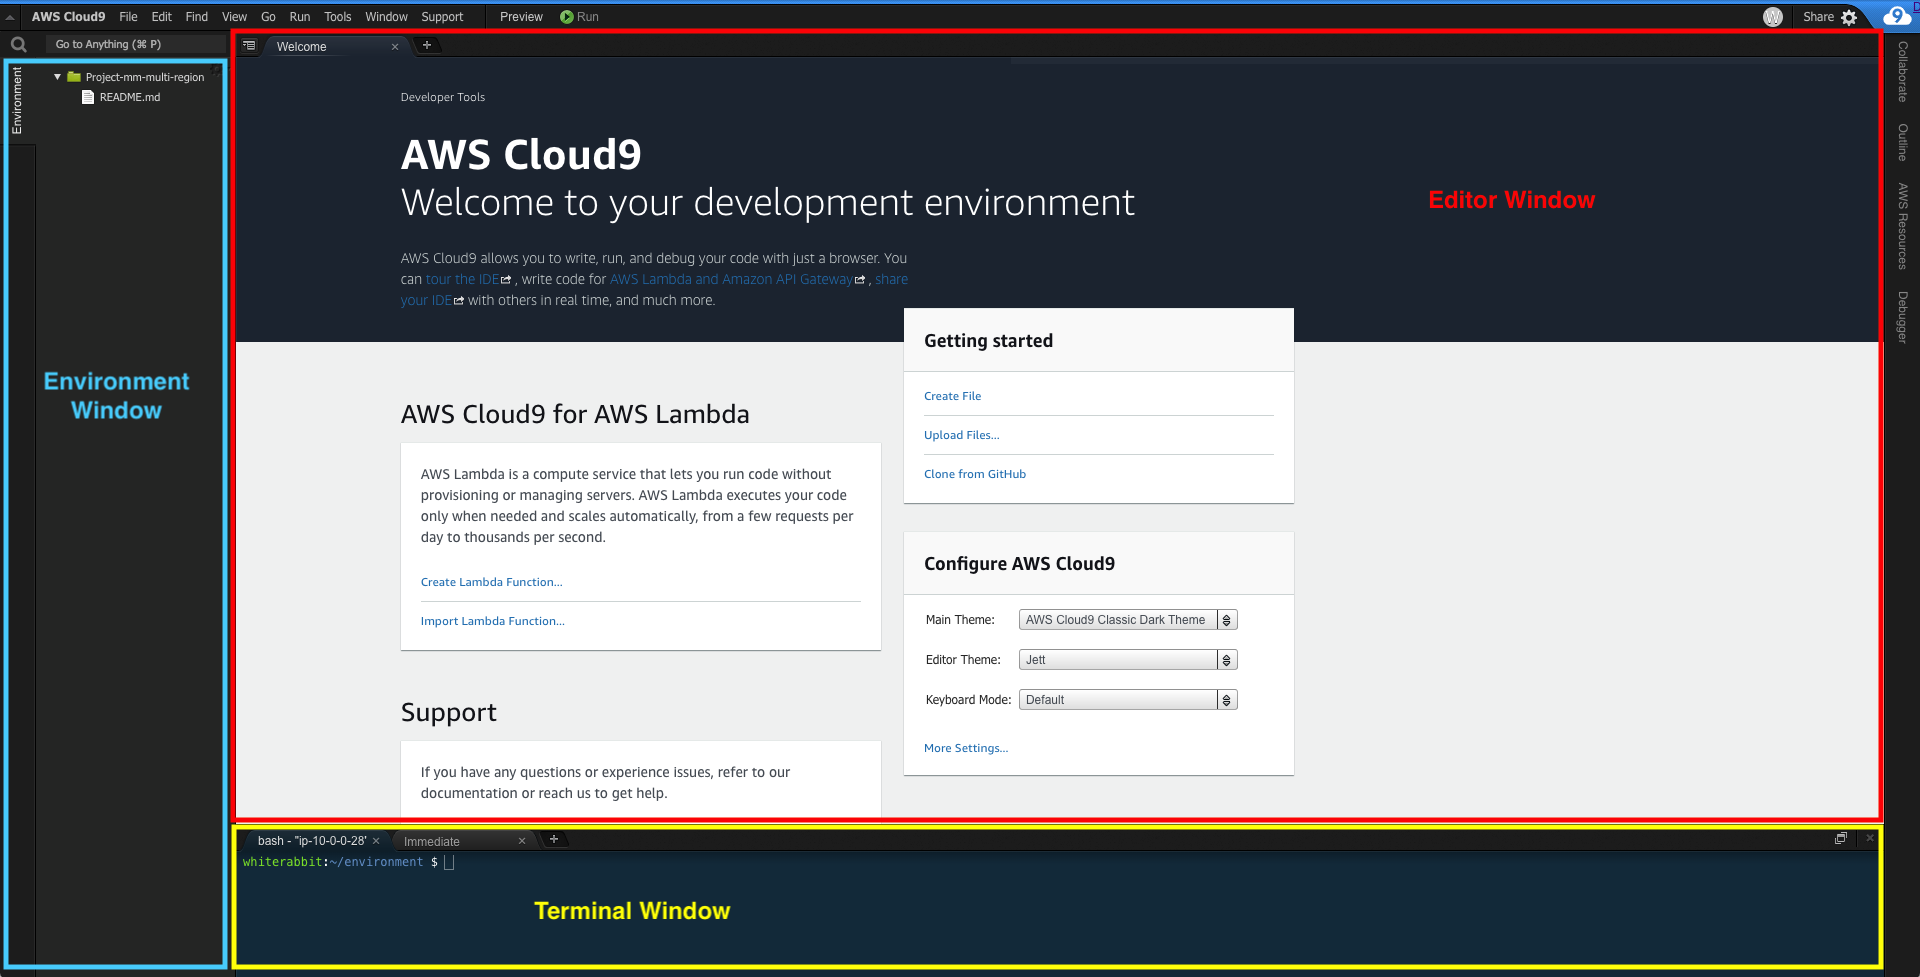 AWS Cloud9 File Edit Find View Go Run Tools Window Support Preview Run W Share 9
Go to Anything (⌘ P)
Welcome
Environment
Project-mm-multi-region
README.md
Environment
Window
Developer Tools
AWS Cloud9
Welcome to your development environment
AWS Cloud9 allows you to write, run, and debug your code with just a browser. You
can tour the IDE , write code for AWS Lambda and Amazon API Gateway , share
your IDE with others in real time, and much more.
Editor Window
AWS Cloud9 for AWS Lambda
AWS Lambda is a compute service that lets you run code without
provisioning or managing servers. AWS Lambda executes your code
only when needed and scales automatically, from a few requests per
day to thousands per second.
Create Lambda Function...
Import Lambda Function...
Support
If you have any questions or experience issues, refer to our
documentation or reach us to get help.
Getting started
Create File
Upload Files...
Clone from GitHub
Configure AWS Cloud9
Main Theme: AWS Cloud9 Classic Dark Theme
Editor Theme: Jett
Keyboard Mode: Default
More Settings...
Collaborate
Outline
AWS Resources
Debugger
bash - "ip-10-0-0-28" Immediate
whiterabbit:~/environment $
Terminal Window